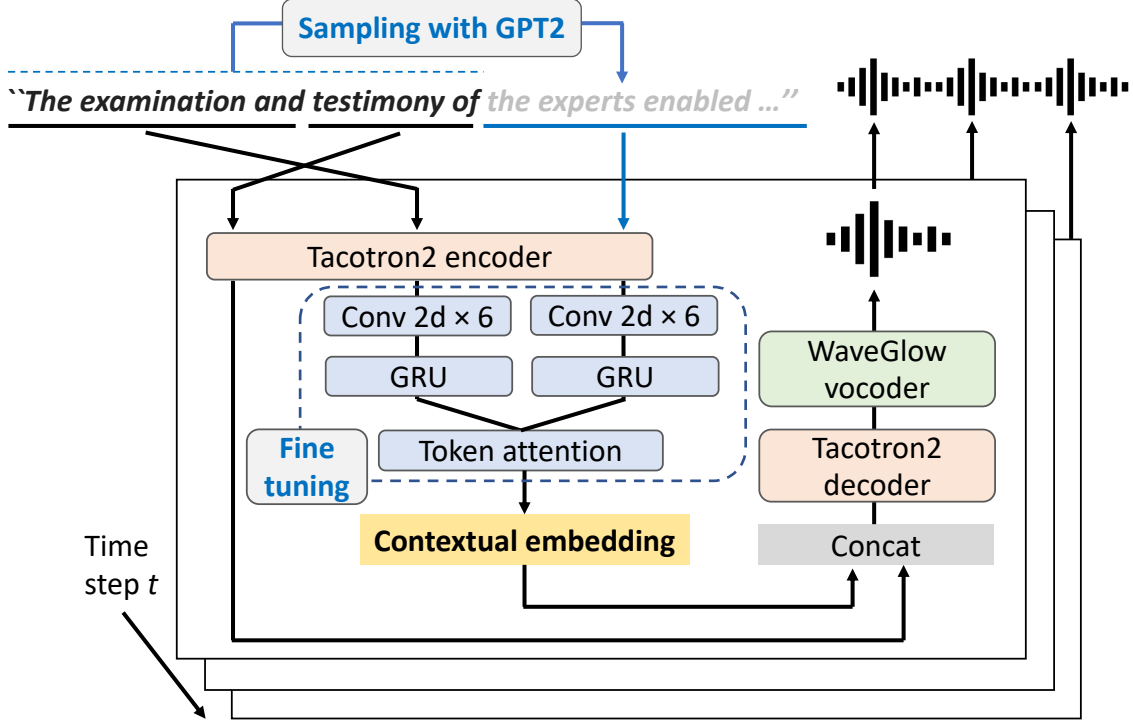 Sampling with GPT2
``The examination and testimony of the experts enabled …’’
Tacotron2 encoder
Conv 2d × 6
Conv 2d × 6
GRU
GRU
Token attention
Fine
tuning
Contextual embedding
WaveGlow
vocoder
Tacotron2
decoder
Concat
Time
step t